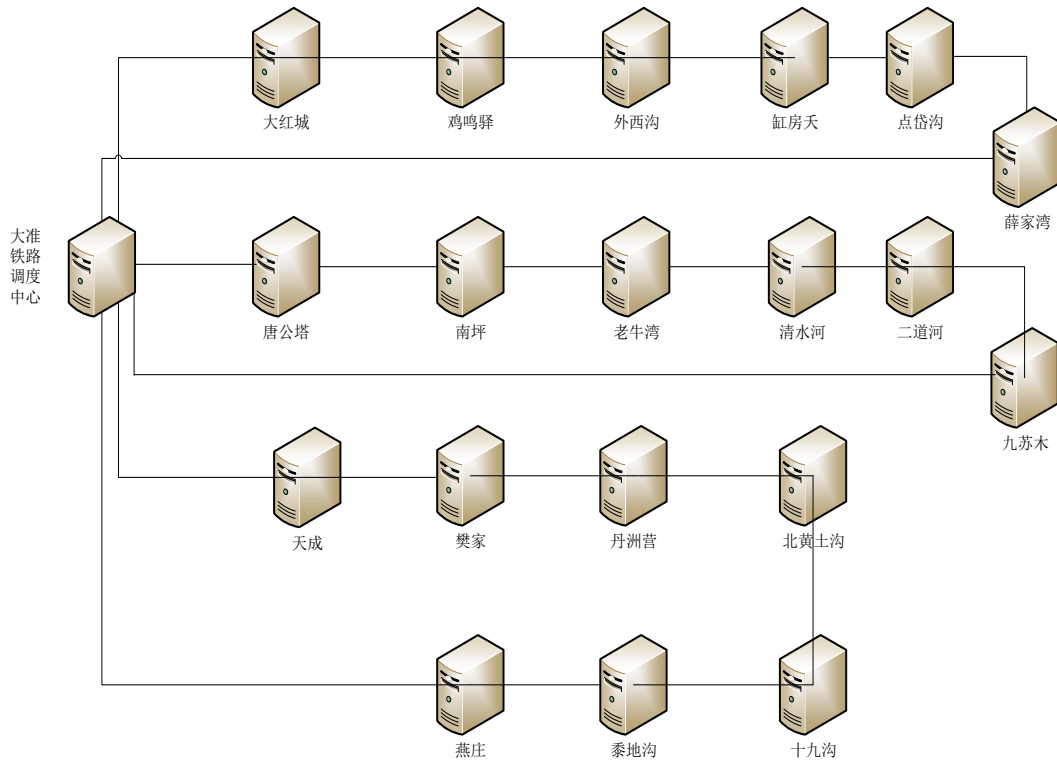 大红城
鸡鸣驿
外西沟
缸房夭
点岱沟
薛家湾
大准
铁路
调度
中心
唐公塔
南坪
老牛湾
清水河
二道河
九苏木
天成
樊家
丹洲营
北黄土沟
燕庄
黍地沟
十九沟